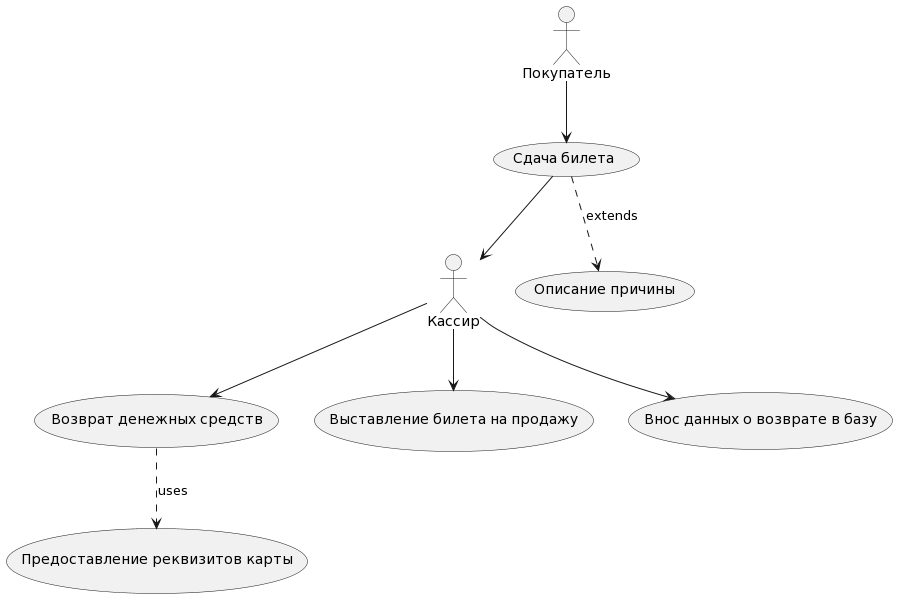 Покупатель
Сдача билета
extends
Описание причины
Кассир
Возврат денежных средств
Выставление билета на продажу
Внос данных о возврате в базу
uses
Предоставление реквизитов карты